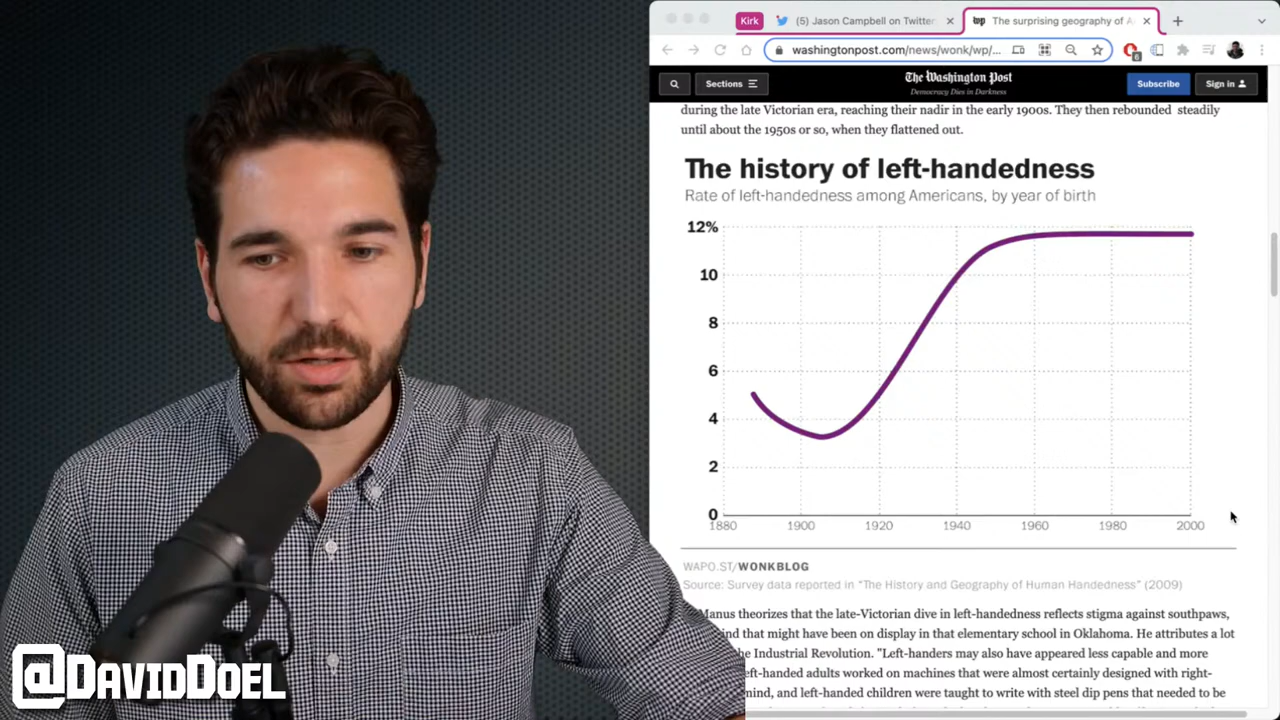 Kirk
(5) Jason Campbell on Twitter:
wp
The surprising geography of A
washingtonpost.com/news/wonk/wp/...
6
Sections
The Washington Post
Democracy Dies in Darkness
Subscribe
Sign in
during the late Victorian era, reaching their nadir in the early 1900s. They then rebounded steadily
until about the 1950s or so, when they flattened out.
The history of left-handedness
Rate of left-handedness among Americans, by year of birth
12%
10
8
6
4
2
0
1880 1900 1920 1940 1960 1980 2000
WAPO.ST/WONKBLOG
Source: Survey data reported in "The History and Geography of Human Handedness" (2009)
Manus theorizes that the late-Victorian dive in left-handedness reflects stigma against southpaws,
that might have been on display in that elementary school in Oklahoma. He attributes a lot
Industrial Revolution. "Left-handers may also have appeared less capable and more
left-handed adults worked on machines that were almost certainly designed with right-
and left-handed children were taught to write with steel dip pens that needed to be
@DAVIDDOEL